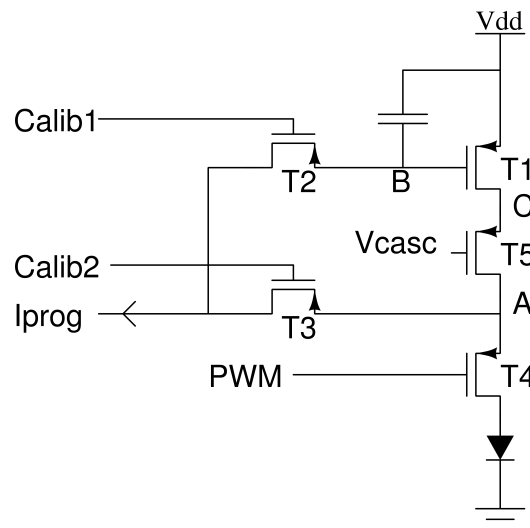 Vdd
Calib1
T2
B
T1
C
Vcasc
T5
Calib2
Iprog
T3
A
PWM
T4